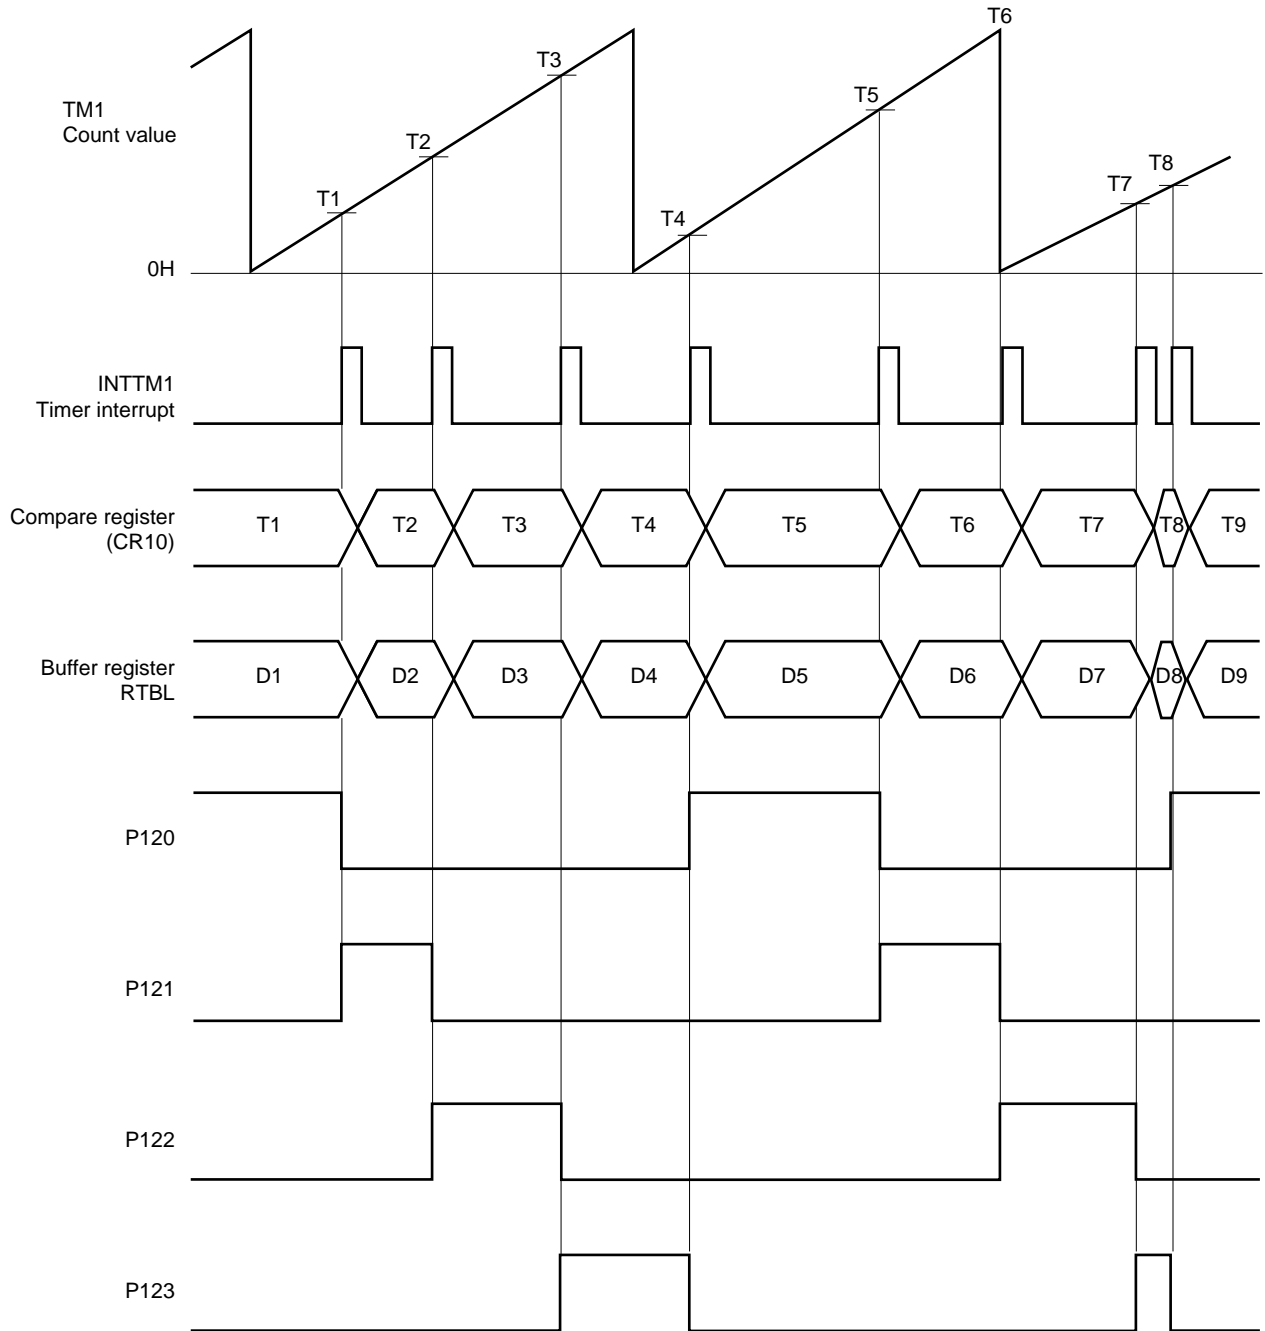 T6
T3
T5
TM1
Count value
T2
T8
T1
T7
T4
0H
INTTM1
Timer interrupt
Compare register
(CR10)
T1 T2 T3 T4 T5 T6 T7 T8 T9
Buffer register
RTBL
D1 D2 D3 D4 D5 D6 D7 D8 D9
P120
P121
P122
P123